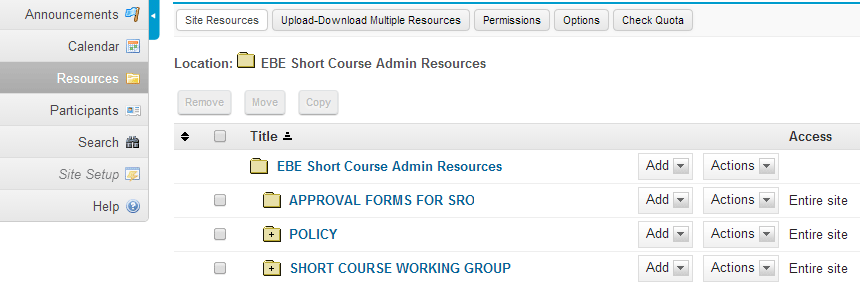 Announcements
Calendar
Resources
Participants
Search
Site Setup
Help
Site Resources Upload-Download Multiple Resources Permissions Options Check Quota
Location: EBE Short Course Admin Resources
Remove Move Copy
Title Access
EBE Short Course Admin Resources Add Actions
APPROVAL FORMS FOR SRO Add Actions Entire site
POLICY Add Actions Entire site
SHORT COURSE WORKING GROUP Add Actions Entire site